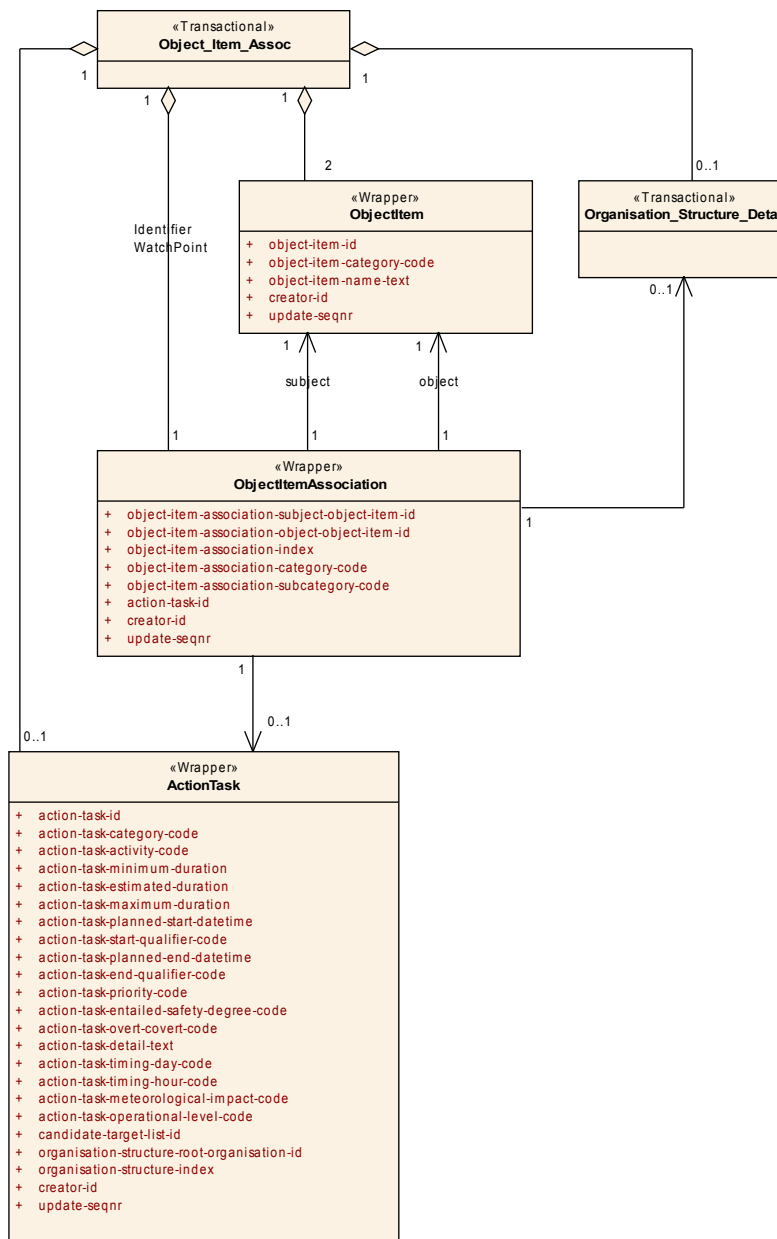 «Transactional»
Object_Item_Assoc
1
1
1
1
2
0..1
«Wrapper»
ObjectItem
+ object-item-id
+ object-item-category-code
+ object-item-name-text
+ creator-id
+ update-seqnr
«Transactional»
Organisation_Structure_Deta
Identifier
WatchPoint
0..1
1
1
subject
object
1
1
1
«Wrapper»
ObjectItemAssociation
+ object-item-association-subject-object-item-id
+ object-item-association-object-object-item-id
+ object-item-association-index
+ object-item-association-category-code
+ object-item-association-subcategory-code
+ action-task-id
+ creator-id
+ update-seqnr
1
1
0..1
0..1
«Wrapper»
ActionTask
+ action-task-id
+ action-task-category-code
+ action-task-activity-code
+ action-task-minimum-duration
+ action-task-estimated-duration
+ action-task-maximum-duration
+ action-task-planned-start-datetime
+ action-task-start-qualifier-code
+ action-task-planned-end-datetime
+ action-task-end-qualifier-code
+ action-task-priority-code
+ action-task-entailed-safety-degree-code
+ action-task-overt-covert-code
+ action-task-detail-text
+ action-task-timing-day-code
+ action-task-timing-hour-code
+ action-task-meteorological-impact-code
+ action-task-operational-level-code
+ candidate-target-list-id
+ organisation-structure-root-organisation-id
+ organisation-structure-index
+ creator-id
+ update-seqnr